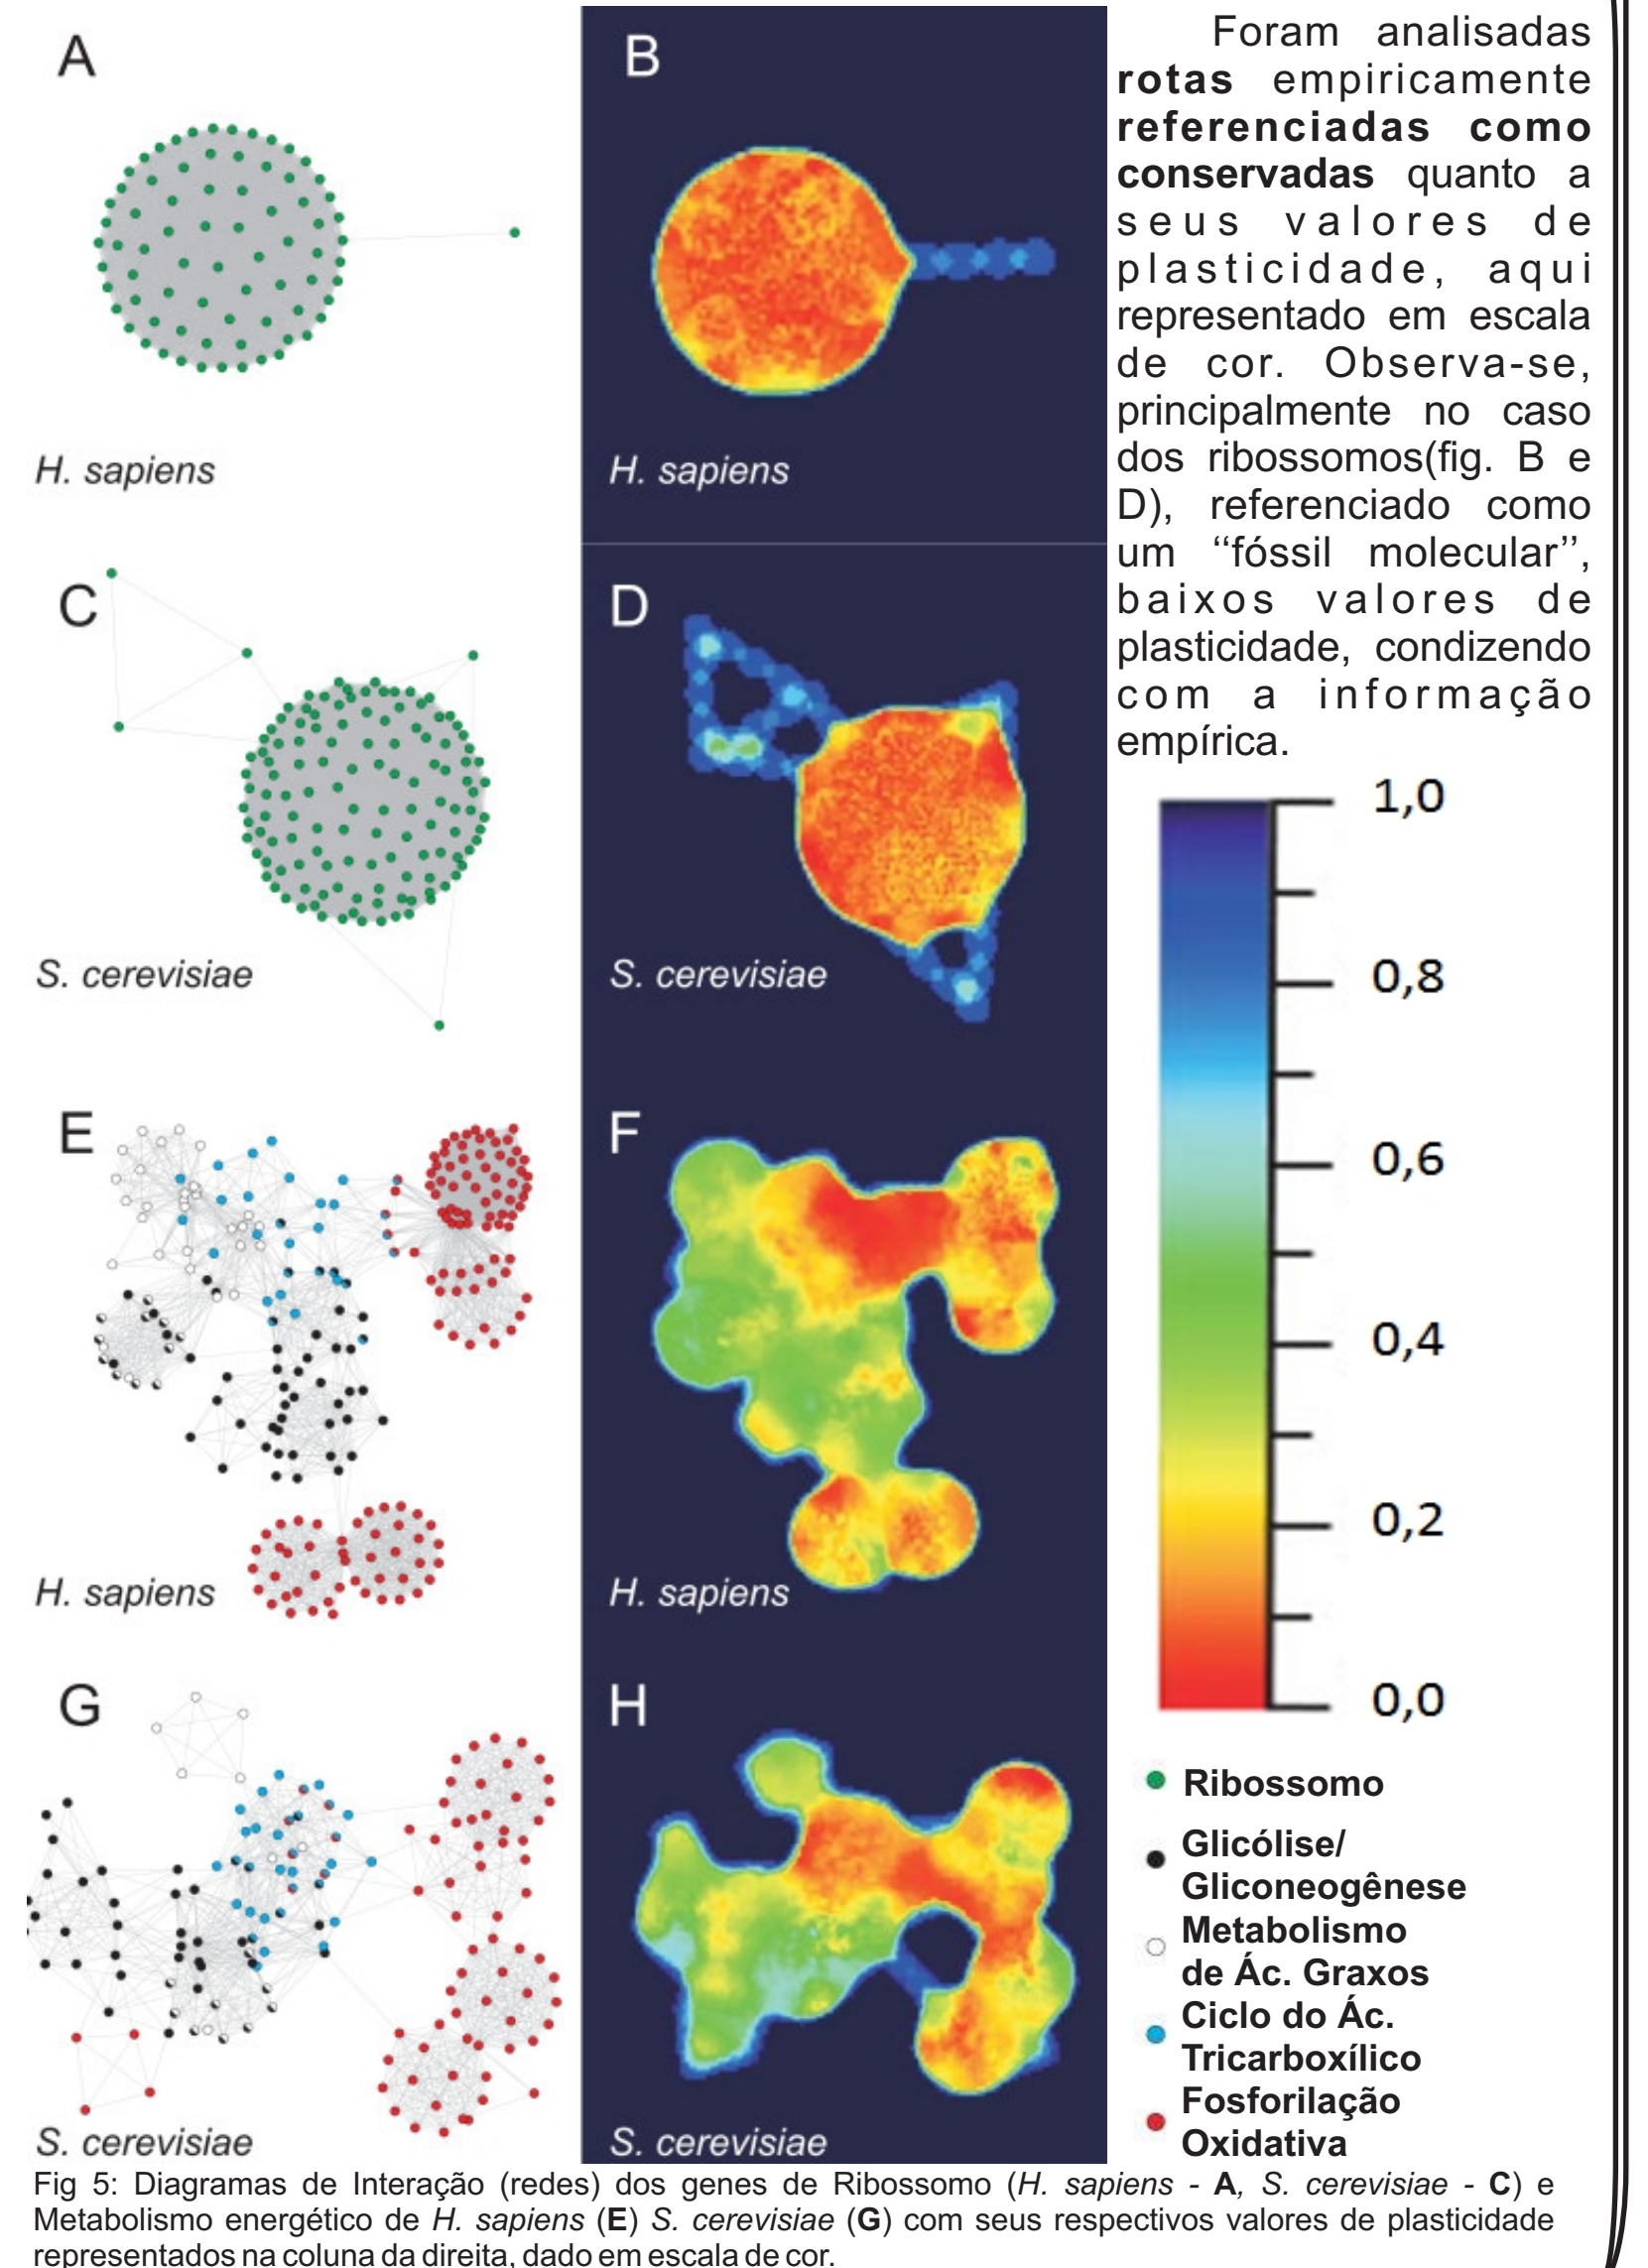 A
B
H. sapiens
H. sapiens
Foram analisadas
rotas empiricamente
referenciadas como
conservadas quanto a
seus valores de
plasticidade, aqui
representado em escala
de cor. Observa-se,
principalmente no caso
dos ribossomos(fig. B e
D), referenciado como
um ‘‘fóssil molecular’’,
baixos valores de
plasticidade, condizendo
com a informação
empírica.
C
D
S. cerevisiae
S. cerevisiae
E
F
H. sapiens
H. sapiens
G
H
S. cerevisiae
S. cerevisiae
1,0
0,8
0,6
0,4
0,2
0,0
Ribossomo
Glicólise/
Gliconeogênese
Metabolismo
de Ác. Graxos
Ciclo do Ác.
Tricarboxílico
Fosforilação
Oxidativa
Fig 5: Diagramas de Interação (redes) dos genes de Ribossomo (H. sapiens - A, S. cerevisiae - C) e
Metabolismo energético de H. sapiens (E) S. cerevisiae (G) com seus respectivos valores de plasticidade
representados na coluna da direita, dado em escala de cor.